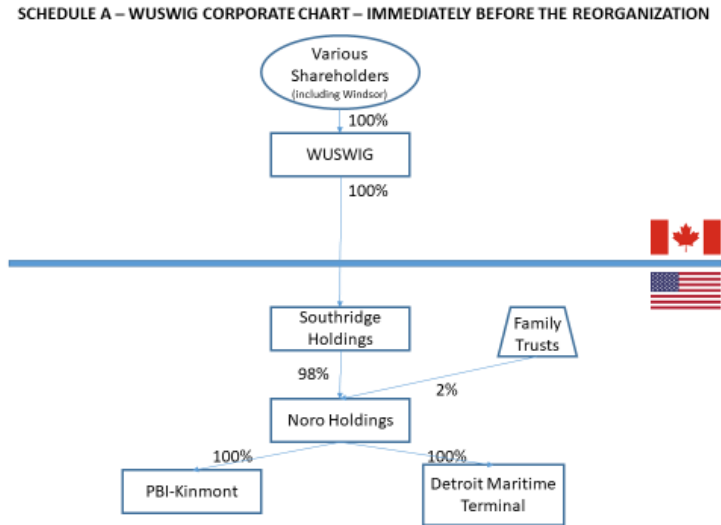 SCHEDULE A – WUSWIG CORPORATE CHART – IMMEDIATELY BEFORE THE REORGANIZATION
Various
Shareholders
(including Windsor)
100%
WUSWIG
100%
Southridge
Holdings
Family
Trusts
98%
2%
Noro Holdings
100%
100%
PBI-Kinmont
Detroit Maritime
Terminal